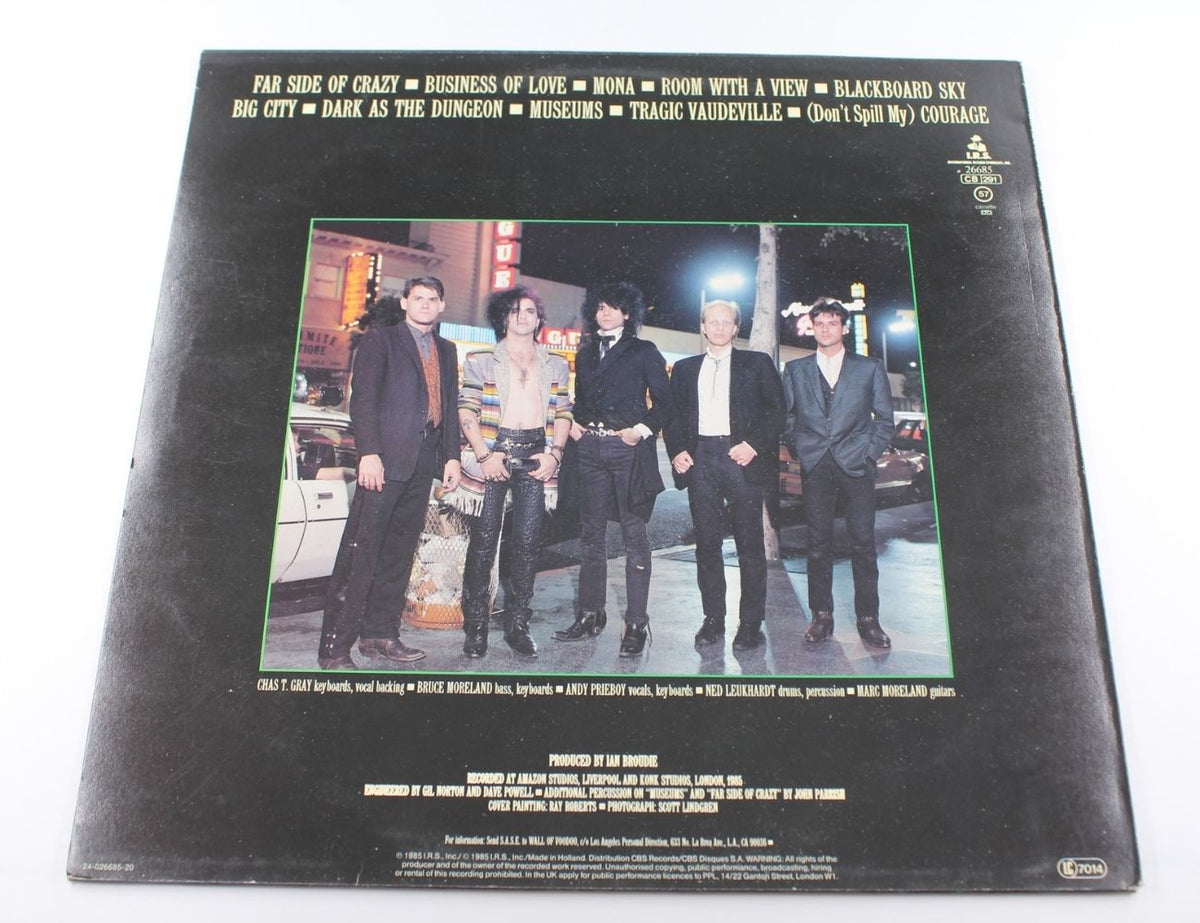 FAR SIDE OF CRAZY ■ BUSINESS OF LOVE ■ MONA ■ ROOM WITH A VIEW ■ BLACKBOARD SKY
BIG CITY ■ DARK AS THE DUNGEON ■ MUSEUMS ■ TRAGIC VAUDEVILLE ■ (Don't Spill My) COURAGE
I.R.S.
26685
CB 291
57
GUE
GU
CHAS T. GRAY keyboards, vocal backing ■ BRUCE MORELAND bass, keyboards ■ ANDY PRIEBOY vocals, keyboards ■ NED LEUKHARDT drums, percussion ■ MARC MORELAND guitars
PRODUCED BY IAN BROUDIE
RECORDED AT AMAZON STUDIOS, LIVERPOOL AND KONK STUDIOS, LONDON, 1985
ENGINEERED BY GIL NORTON AND DAVE POWELL ■ ADDITIONAL PERCUSSION ON "MUSEUMS" AND "FAR SIDE OF CRAZY" BY JOHN PARRISH
COVER PAINTING: RAY ROBERTS ■ PHOTOGRAPH: SCOTT LINDGREN
For information: Send S.A.S.E. to WALL OF VOODOO, c/o Los Angeles Personal Direction, 633 No. La Brea Ave., L.A., CA 90036 ■
℗ 1985 I.R.S., Inc./ © 1985 I.R.S., Inc./Made in Holland. Distribution CBS Records/CBS Disques S.A. WARNING: All rights of the
producer and of the owner of the recorded work reserved. Unauthorised copying, public performance, broadcasting, hiring
or rental of this recording prohibited. In the UK apply for public performance licences to PPL, 14/22 Ganton Street, London W1.
24-026685-20
LC 7014